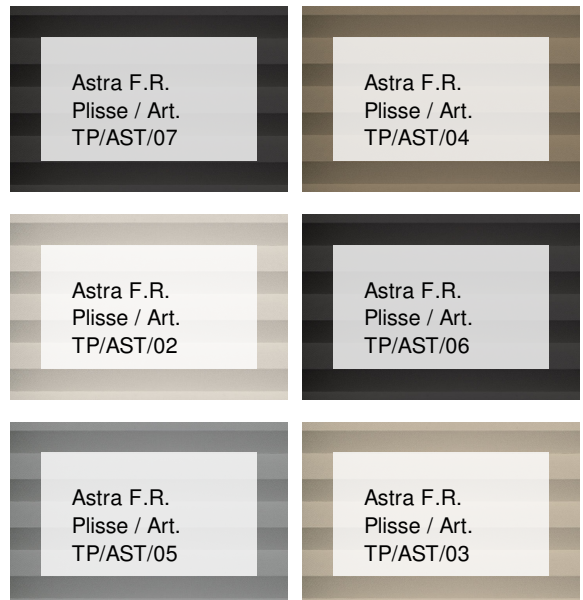 Astra F.R.
Plisse / Art.
TP/AST/07
Astra F.R.
Plisse / Art.
TP/AST/04
Astra F.R.
Plisse / Art.
TP/AST/02
Astra F.R.
Plisse / Art.
TP/AST/06
Astra F.R.
Plisse / Art.
TP/AST/05
Astra F.R.
Plisse / Art.
TP/AST/03